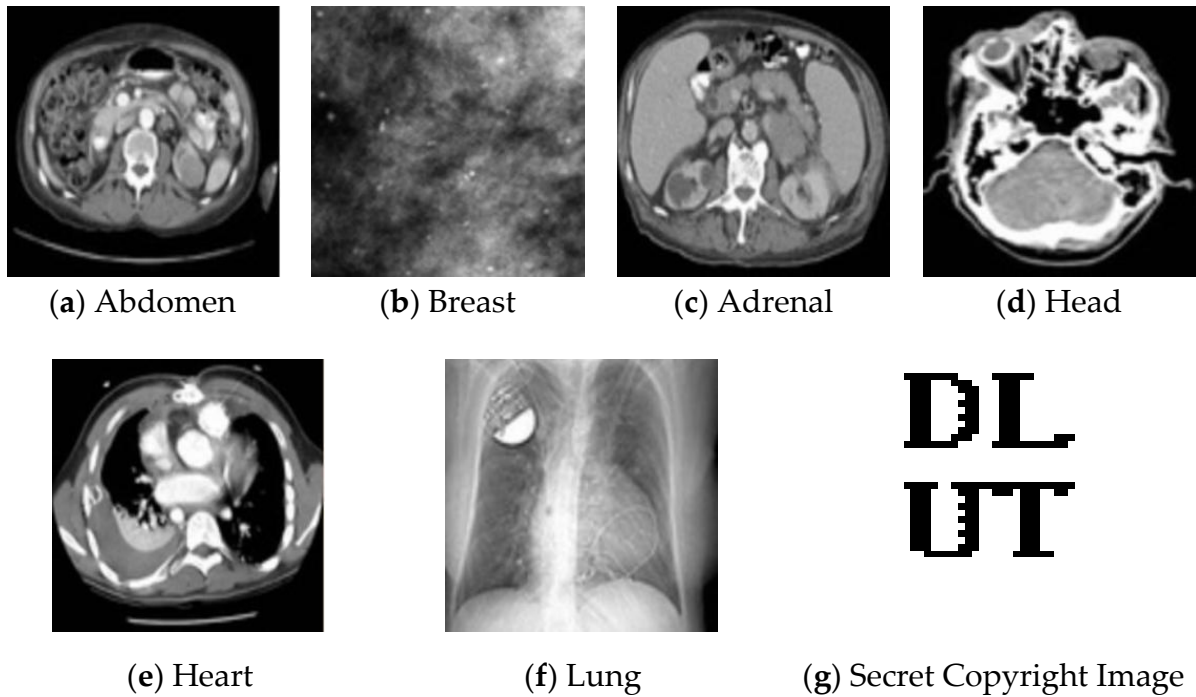 (a) Abdomen
(b) Breast
(c) Adrenal
(d) Head
DL
UT
(e) Heart
(f) Lung
(g) Secret Copyright Image